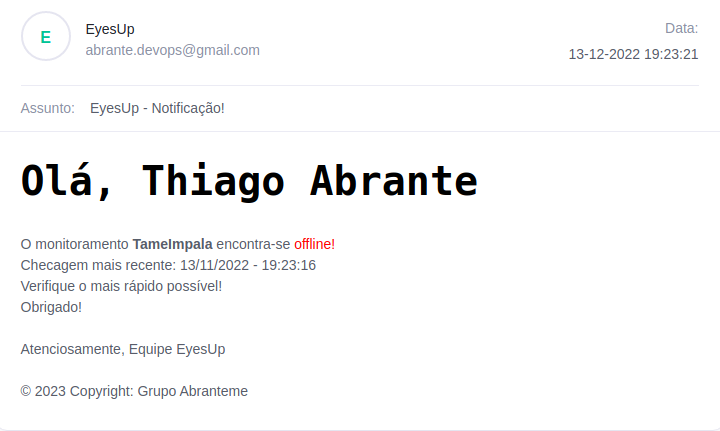 E
EyesUp
abrante.devops@gmail.com
Data:
13-12-2022 19:23:21
Assunto: EyesUp - Notificação!
Olá, Thiago Abrante
O monitoramento TameImpala encontra-se offline!
Checagem mais recente: 13/11/2022 - 19:23:16
Verifique o mais rápido possível!
Obrigado!
Atenciosamente, Equipe EyesUp
© 2023 Copyright: Grupo Abranteme